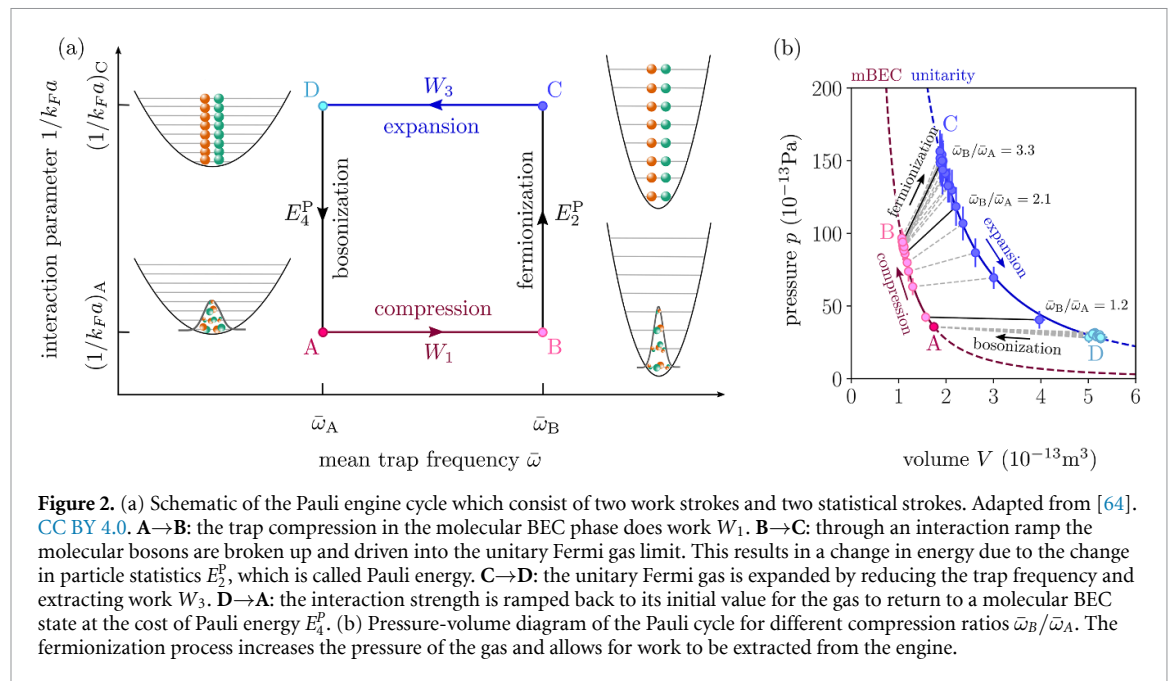 (a)
interaction parameter 1/k_F a
(1/k_F a)_C
(1/k_F a)_A
D
W_3
C
expansion
E_4^P
bosonization
fermionization
E_2^P
compression
A
W_1
B
ω̄_A
ω̄_B
mean trap frequency ω̄
(b)
mBEC unitarity
200
150
100
50
0
pressure p (10^−13 Pa)
C
fermionization
ω̄_B/ω̄_A = 3.3
ω̄_B/ω̄_A = 2.1
B
expansion
compression
ω̄_B/ω̄_A = 1.2
A
bosonization
D
0 1 2 3 4 5 6
volume V (10^−13 m^3)
Figure 2. (a) Schematic of the Pauli engine cycle which consist of two work strokes and two statistical strokes. Adapted from [64].
CC BY 4.0. A→B: the trap compression in the molecular BEC phase does work W_1. B→C: through an interaction ramp the
molecular bosons are broken up and driven into the unitary Fermi gas limit. This results in a change in energy due to the change
in particle statistics E_2^P, which is called Pauli energy. C→D: the unitary Fermi gas is expanded by reducing the trap frequency and
extracting work W_3. D→A: the interaction strength is ramped back to its initial value for the gas to return to a molecular BEC
state at the cost of Pauli energy E_4^P. (b) Pressure-volume diagram of the Pauli cycle for different compression ratios ω̄_B/ω̄_A. The
fermionization process increases the pressure of the gas and allows for work to be extracted from the engine.